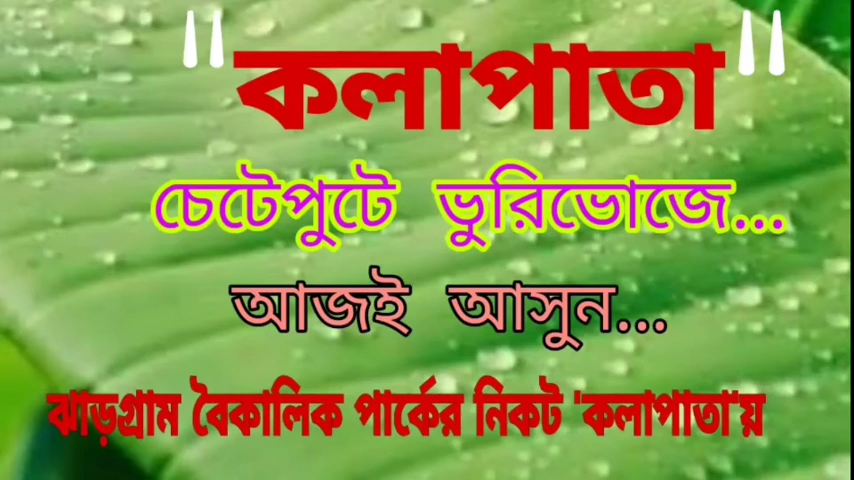 "কলাপাতা"
চেটেপুটে ভুরিভোজে...
আজই আসুন...
ঝাড়গ্রাম বৈকালিক পার্কের নিকট 'কলাপাতা'য়